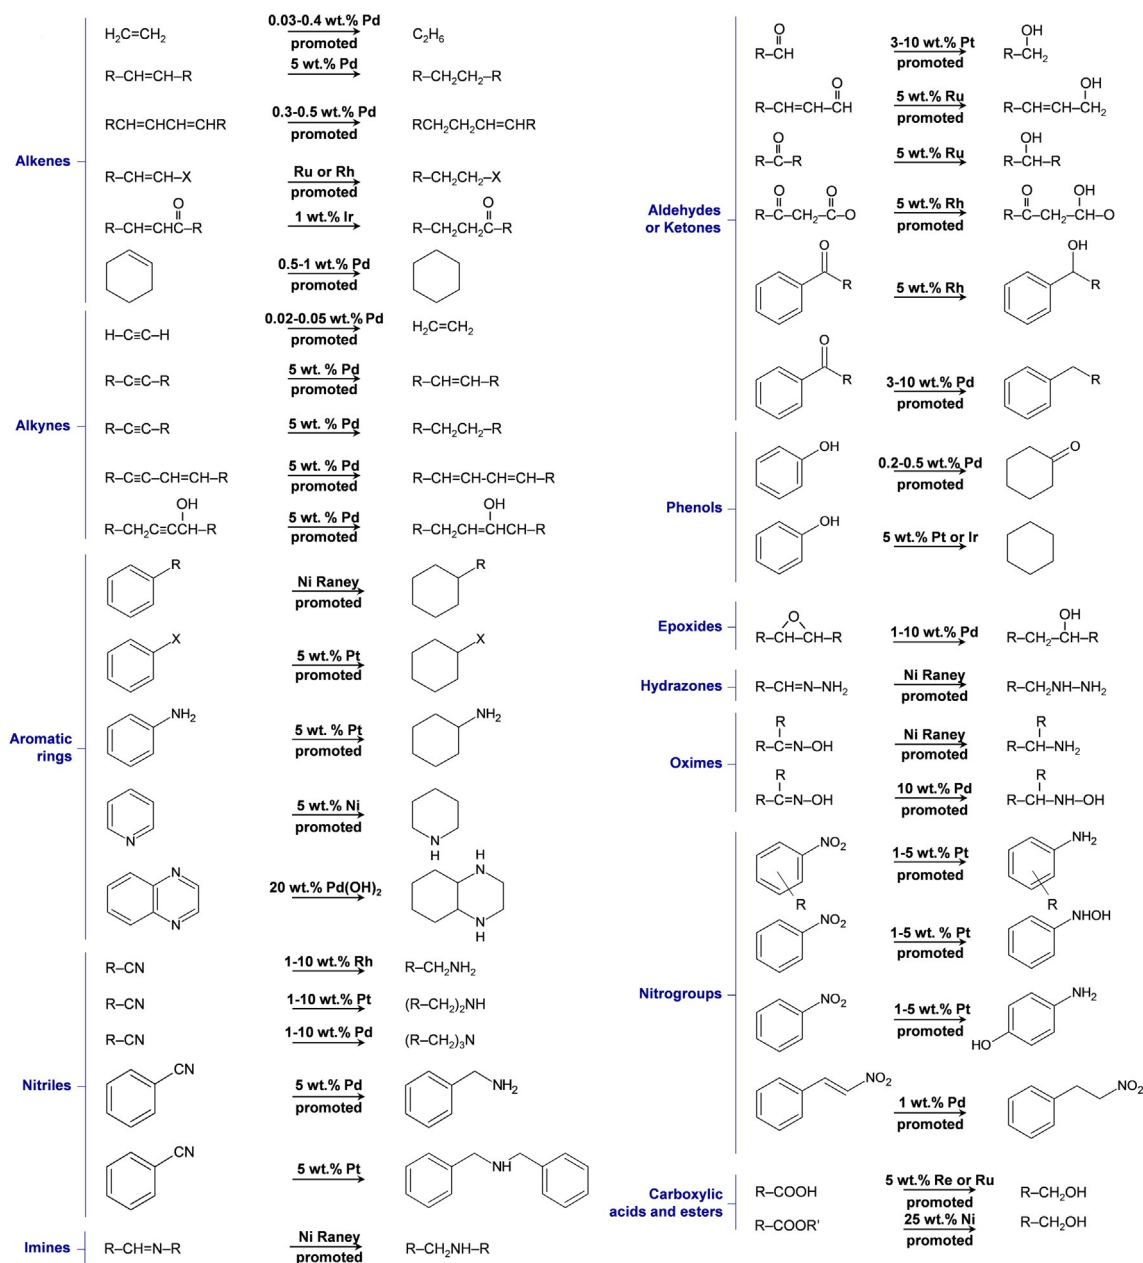 Alkenes
H₂C=CH₂ 0.03-0.4 wt.% Pd promoted C₂H₆
R–CH=CH–R 5 wt.% Pd R–CH₂CH₂–R
RCH=CHCH=CHR 0.3-0.5 wt.% Pd promoted RCH₂CH₂CH=CHR
R–CH=CH–X Ru or Rh promoted R–CH₂CH₂–X
O O
R–CH=CHC–R 1 wt.% Ir R–CH₂CH₂C–R
0.5-1 wt.% Pd promoted
Alkynes
H–C≡C–H 0.02-0.05 wt.% Pd promoted H₂C=CH₂
R–C≡C–R 5 wt. % Pd promoted R–CH=CH–R
R–C≡C–R 5 wt. % Pd R–CH₂CH₂–R
R–C≡C–CH=CH–R 5 wt. % Pd promoted R–CH=CH–CH=CH–R
OH OH
R–CH₂C≡CCH–R 5 wt. % Pd promoted R–CH₂CH=CHCH–R
Aromatic rings
R Ni Raney promoted R
X 5 wt.% Pt promoted X
NH₂ 5 wt. % Pt promoted NH₂
N 5 wt.% Ni promoted N H
N N 20 wt.% Pd(OH)₂ H N N H
Nitriles
R–CN 1-10 wt.% Rh R–CH₂NH₂
R–CN 1-10 wt.% Pt (R–CH₂)₂NH
R–CN 1-10 wt.% Pd (R–CH₂)₃N
CN 5 wt.% Pd promoted NH₂
CN 5 wt.% Pt NH
Imines
R–CH=N–R Ni Raney promoted R–CH₂NH–R
Aldehydes or Ketones
O OH
R–CH 3-10 wt.% Pt promoted R–CH₂
O OH
R–CH=CH–CH 5 wt.% Ru promoted R–CH=CH–CH₂
O OH
R–C–R 5 wt.% Ru R–CH–R
O O O OH
R–C–CH₂–C–O 5 wt.% Rh promoted R–C–CH₂–CH–O
O R 5 wt.% Rh OH R
O R 3-10 wt.% Pd promoted R
Phenols
OH 0.2-0.5 wt.% Pd promoted O
OH 5 wt.% Pt or Ir
Epoxides
O OH
R–CH–CH–R 1-10 wt.% Pd R–CH₂–CH–R
Hydrazones
R–CH=N–NH₂ Ni Raney promoted R–CH₂NH–NH₂
Oximes
R R
R–C=N–OH Ni Raney promoted R–CH–NH₂
R R
R–C=N–OH 10 wt.% Pd promoted R–CH–NH–OH
Nitrogroups
NO₂ R 1-5 wt.% Pt promoted NH₂ R
NO₂ 1-5 wt. % Pt promoted NHOH
NO₂ 1-5 wt.% Pt promoted NH₂ HO
NO₂ 1 wt.% Pd promoted NO₂
Carboxylic acids and esters
R–COOH 5 wt.% Re or Ru promoted R–CH₂OH
R–COOR' 25 wt.% Ni promoted R–CH₂OH